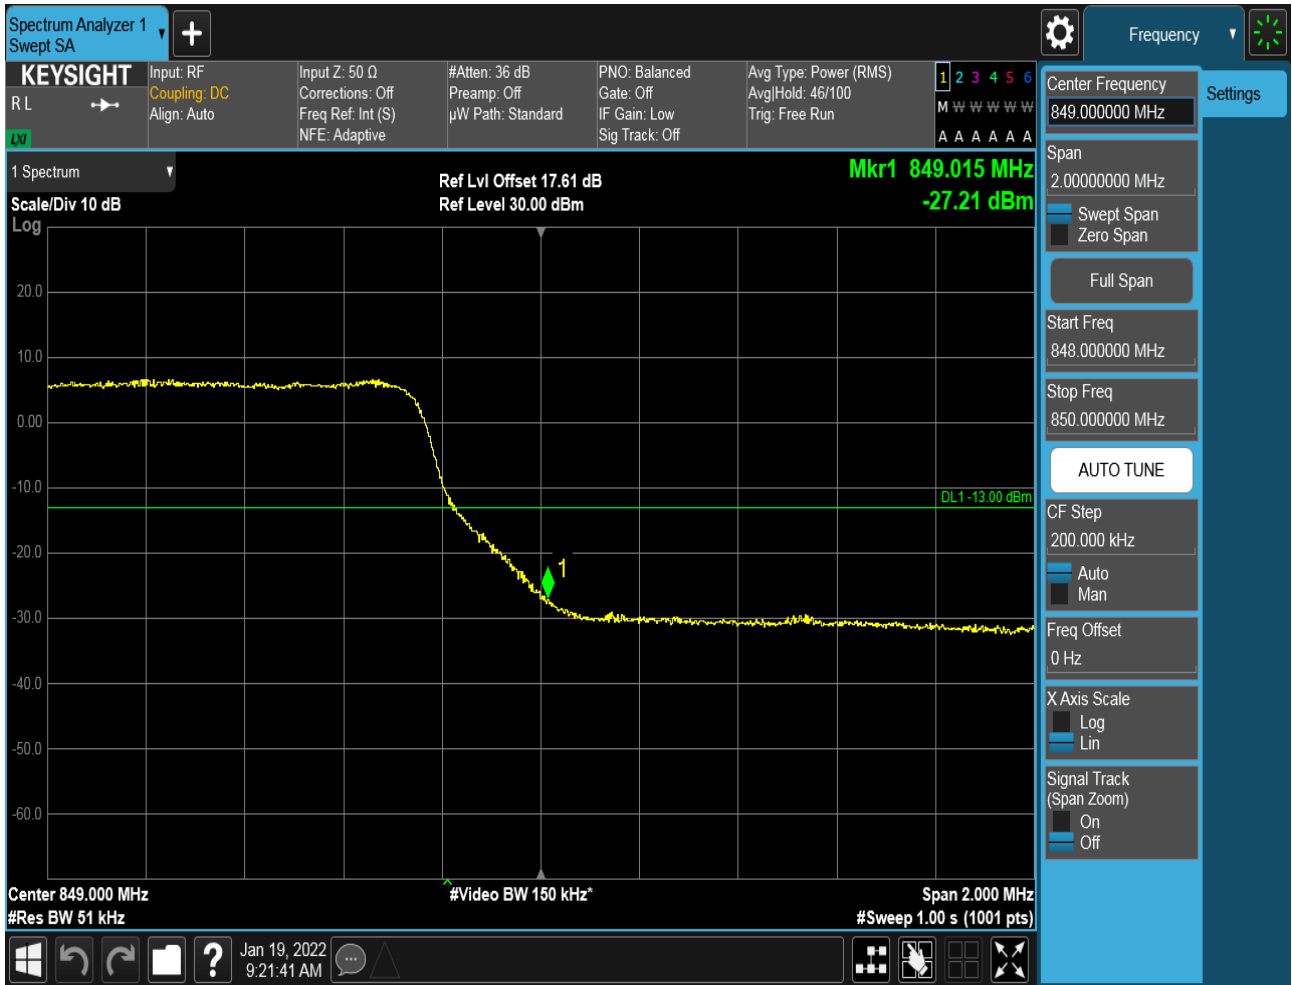 Spectrum Analyzer 1
Swept SA
+
Frequency
KEYSIGHT
R L
LXI
Input: RF
Coupling: DC
Align: Auto
Input Z: 50 Ω
Corrections: Off
Freq Ref: Int (S)
NFE: Adaptive
#Atten: 36 dB
Preamp: Off
µW Path: Standard
PNO: Balanced
Gate: Off
IF Gain: Low
Sig Track: Off
Avg Type: Power (RMS)
Avg|Hold: 46/100
Trig: Free Run
1 2 3 4 5 6
M W W W W W
A A A A A A
1 Spectrum
Scale/Div 10 dB
Log
Ref Lvl Offset 17.61 dB
Ref Level 30.00 dBm
Mkr1 849.015 MHz
-27.21 dBm
20.0
10.0
0.00
-10.0
-20.0
-30.0
-40.0
-50.0
-60.0
DL1 -13.00 dBm
1
Center 849.000 MHz
#Res BW 51 kHz
#Video BW 150 kHz*
Span 2.000 MHz
#Sweep 1.00 s (1001 pts)
Center Frequency
849.000000 MHz
Settings
Span
2.00000000 MHz
Swept Span
Zero Span
Full Span
Start Freq
848.000000 MHz
Stop Freq
850.000000 MHz
AUTO TUNE
CF Step
200.000 kHz
Auto
Man
Freq Offset
0 Hz
X Axis Scale
Log
Lin
Signal Track
(Span Zoom)
On
Off
?
Jan 19, 2022
9:21:41 AM